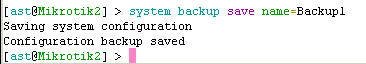 [ast@Mikrotik2] > system backup save name=Backup1
Saving system configuration
Configuration backup saved
[ast@Mikrotik2] >